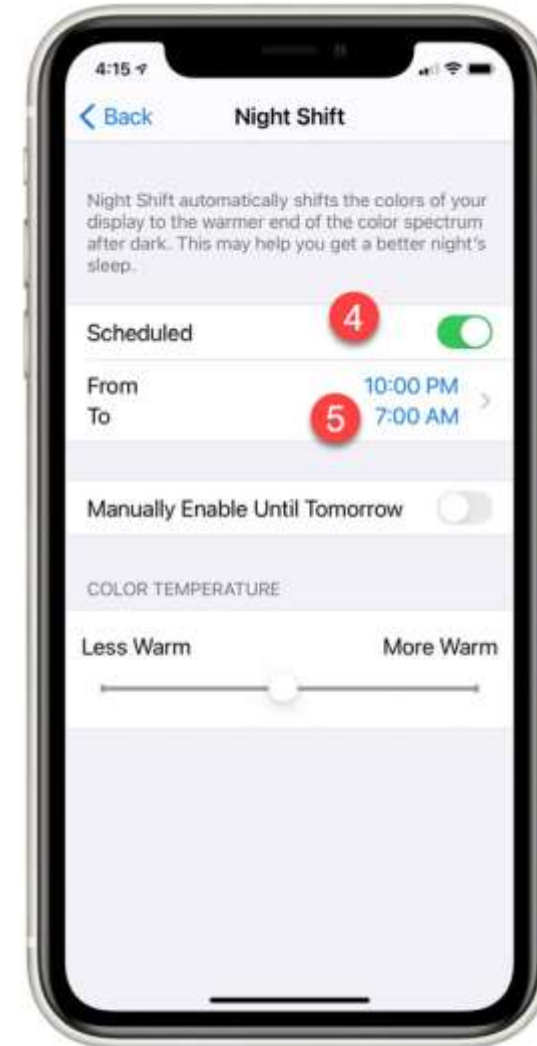 4:15
Back Night Shift
Night Shift automatically shifts the colors of your
display to the warmer end of the color spectrum
after dark. This may help you get a better night's
sleep.
Scheduled 4
From 10:00 PM
To 5 7:00 AM
Manually Enable Until Tomorrow
COLOR TEMPERATURE
Less Warm More Warm